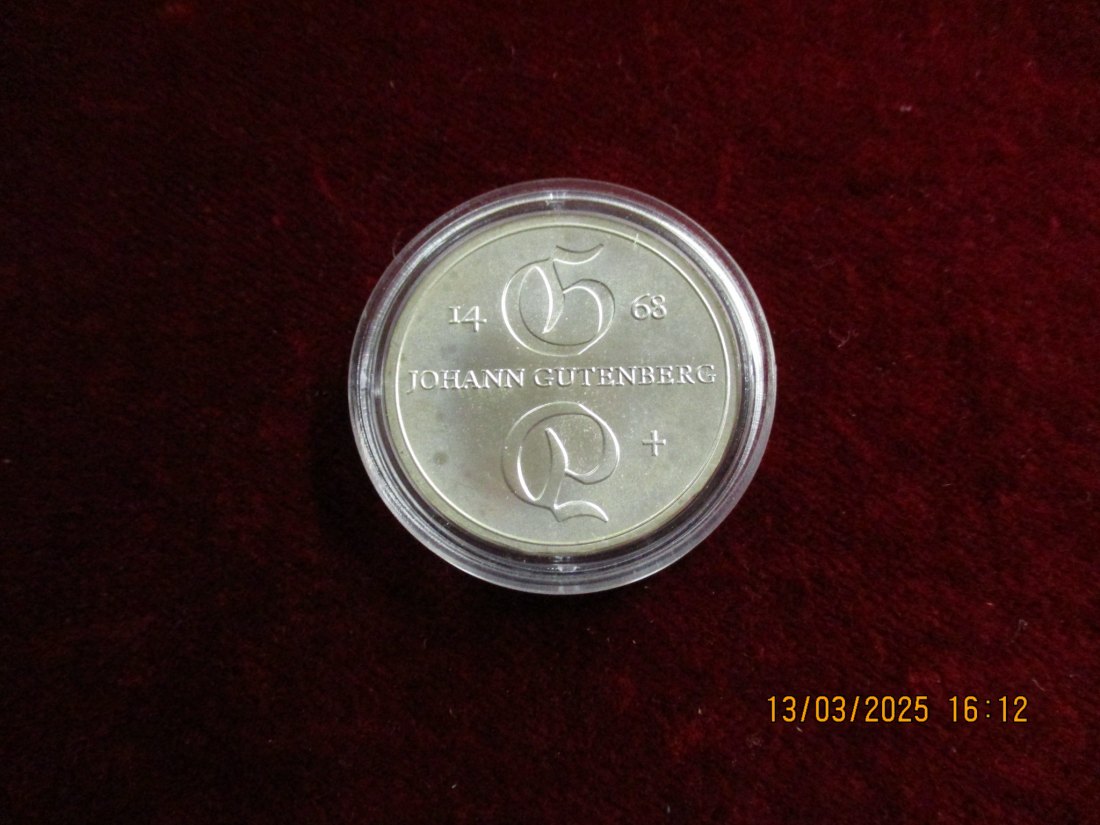 G
14 68
JOHANN GUTENBERG
+
13/03/2025 16:12